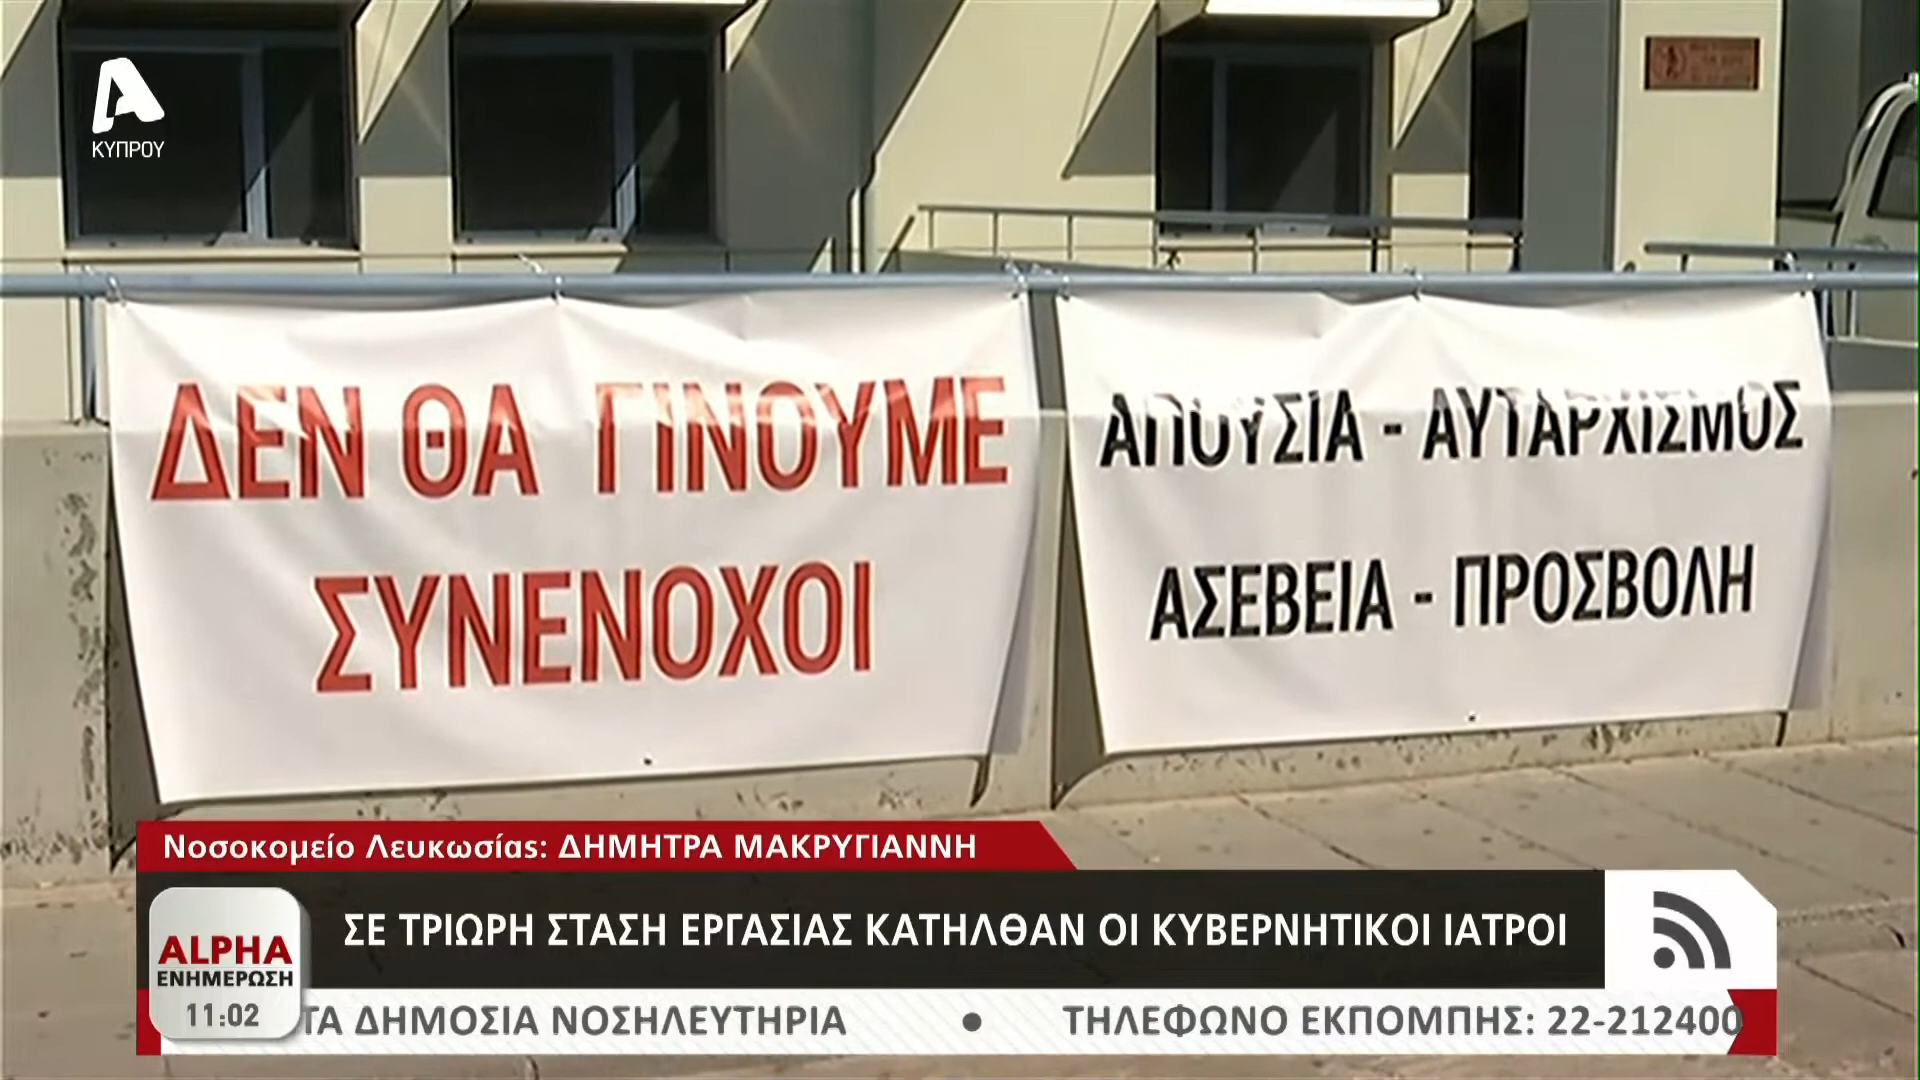 ΚΥΠΡΟΥ
ΔΕΝ ΘΑ ΓΙΝΟΥΜΕ
ΣΥΝΕΝΟΧΟΙ
ΑΠΟΥΣΙΑ - ΑΥΤΑΡΧΙΣΜΟΣ
ΑΣΕΒΕΙΑ - ΠΡΟΣΒΟΛΗ
Νοσοκομείο Λευκωσίας: ΔΗΜΗΤΡΑ ΜΑΚΡΥΓΙΑΝΝΗ
ΣΕ ΤΡΙΩΡΗ ΣΤΑΣΗ ΕΡΓΑΣΙΑΣ ΚΑΤΗΛΘΑΝ ΟΙ ΚΥΒΕΡΝΗΤΙΚΟΙ ΙΑΤΡΟΙ
ALPHA
ΕΝΗΜΕΡΩΣΗ
11:02
ΤΑ ΔΗΜΟΣΙΑ ΝΟΣΗΛΕΥΤΗΡΙΑ • ΤΗΛΕΦΩΝΟ ΕΚΠΟΜΠΗΣ: 22-212400